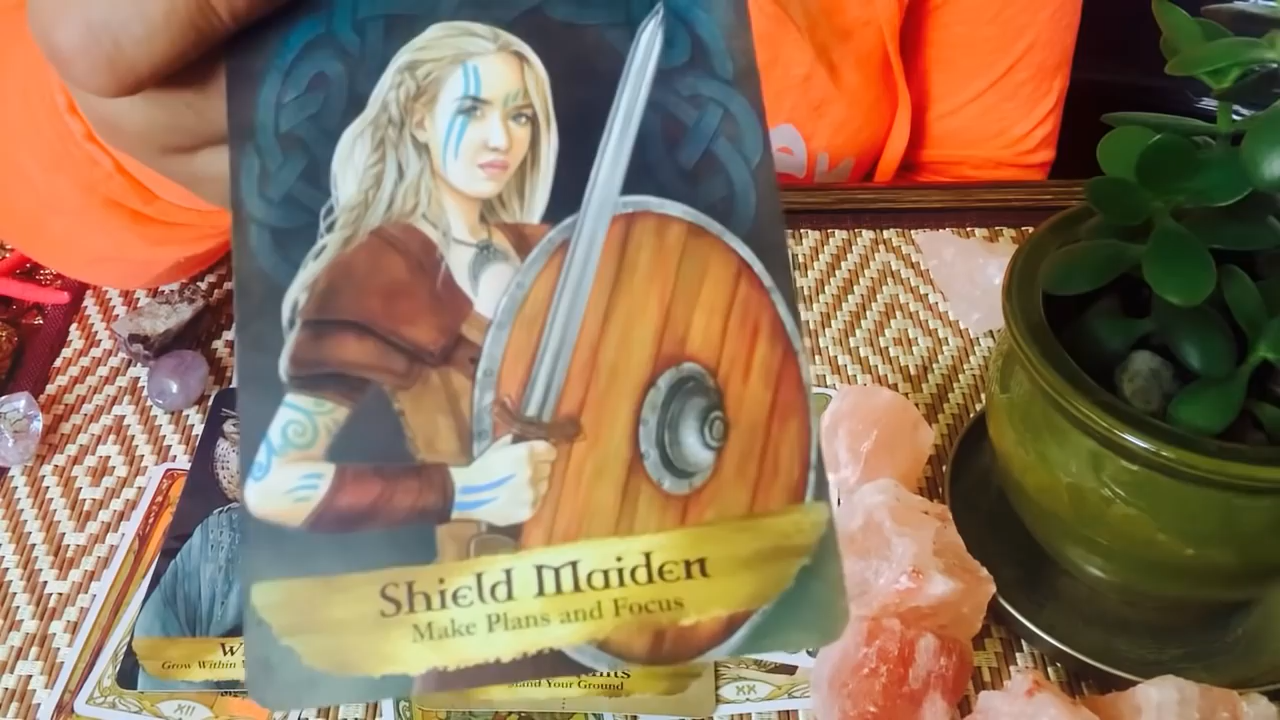 Shield Maiden
Make Plans and Focus
Grow Within
Stand Your Ground
XII
XX